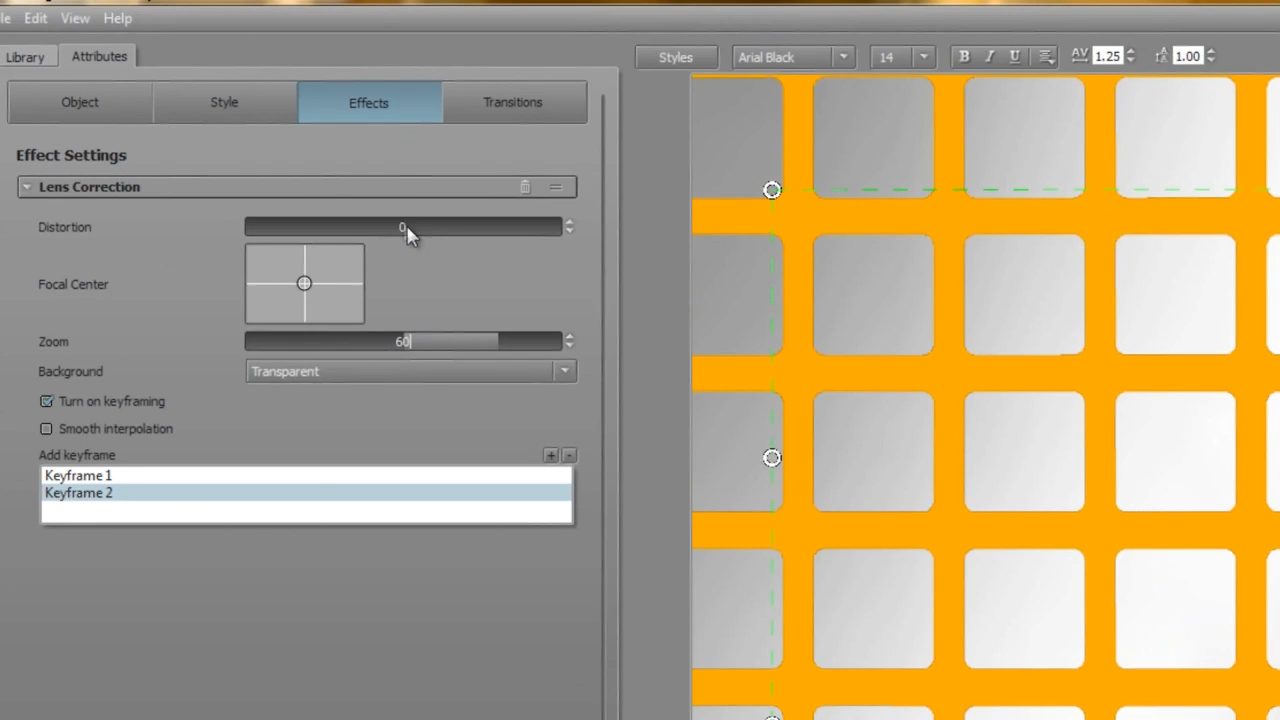 Edit View Help
Library Attributes
Styles Arial Black 14 B I U AV 1.25 1.00
Object Style Effects Transitions
Effect Settings
Lens Correction
Distortion 0
Focal Center
Zoom 60
Background Transparent
Turn on keyframing
Smooth interpolation
Add keyframe + -
Keyframe 1
Keyframe 2